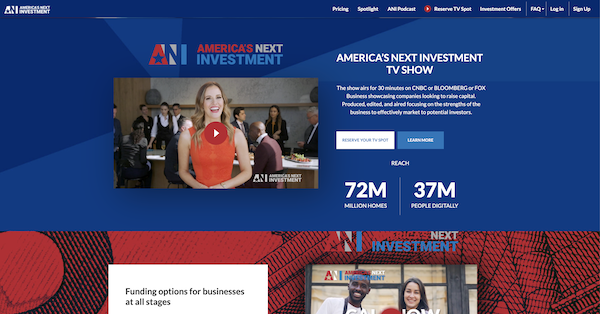 ANI AMERICA'S NEXT
INVESTMENT
Pricing Spotlight ANI Podcast Reserve TV Spot Investment Offers FAQ Log In Sign Up
ANI AMERICA'S NEXT
INVESTMENT
AMERICA'S NEXT INVESTMENT
TV SHOW
The show airs for 30 minutes on CNBC or BLOOMBERG or FOX
Business showcasing companies looking to raise capital.
Produced, edited, and aired focusing on the strengths of the
business to effectively market to potential investors.
RESERVE YOUR TV SPOT LEARN MORE
ANI AMERICA'S NEXT
INVESTMENT
REACH
72M 37M
MILLION HOMES PEOPLE DIGITALLY
ANI AMERICA'S NEXT
INVESTMENT
Funding options for businesses
at all stages
ANI AMERICA'S NEXT
INVESTMENT